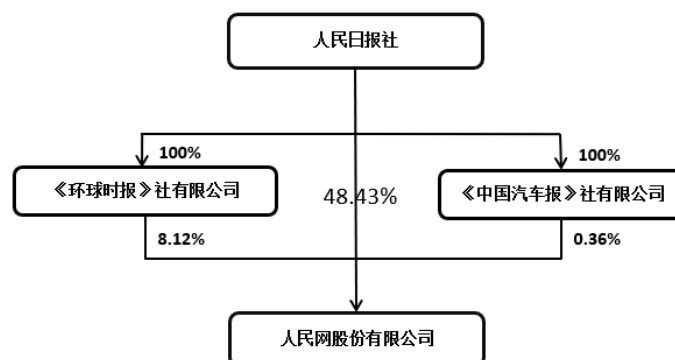 人民日报社
100%
100%
《环球时报》社有限公司
48.43%
《中国汽车报》社有限公司
8.12%
0.36%
人民网股份有限公司